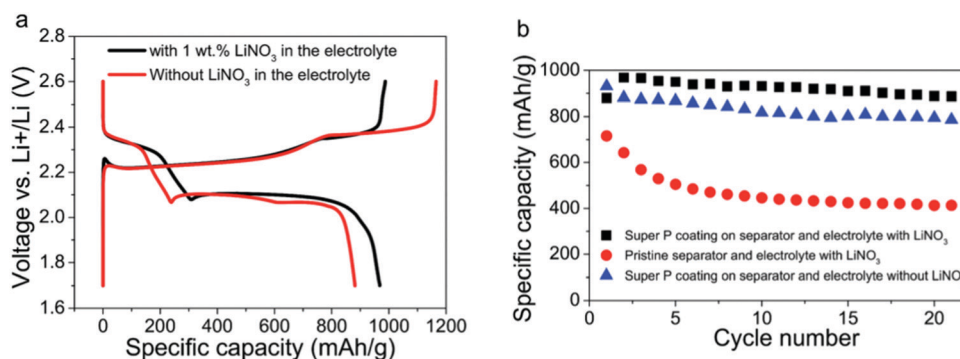 a
with 1 wt.% LiNO3 in the electrolyte
Without LiNO3 in the electrolyte
Voltage vs. Li+/Li (V)
2.8
2.4
2.2
2.0
1.8
1.6
0 200 400 600 800 1000 1200
Specific capacity (mAh/g)
b
Specific capacity (mAh/g)
1000
800
600
400
200
0
Super P coating on separator and electrolyte with LiNO3
Pristine separator and electrolyte with LiNO3
Super P coating on separator and electrolyte without LiNO
0 5 10 15 20
Cycle number